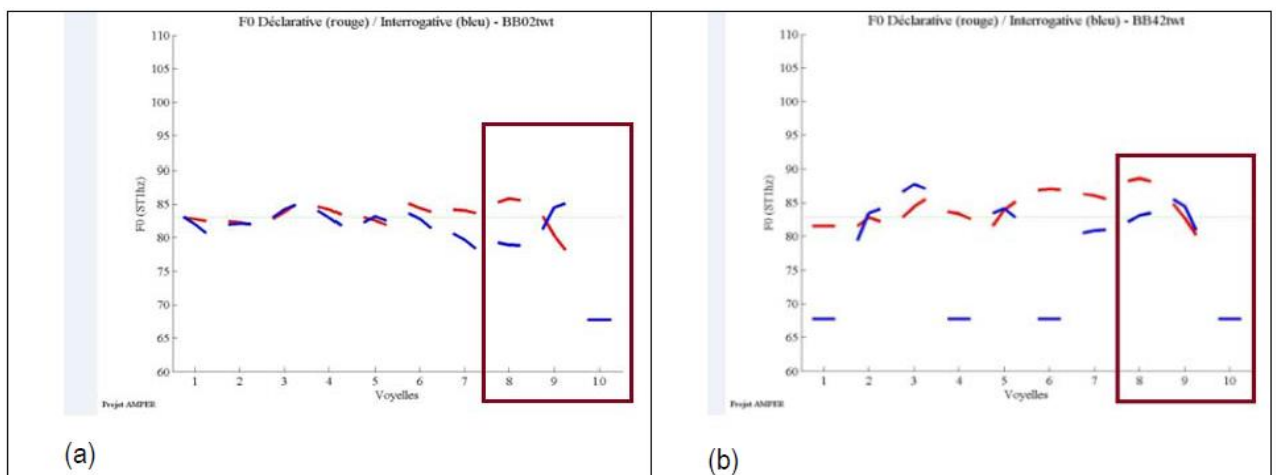 F0 Déclarative (rouge) / Interrogative (bleu) - BB02twt
110
105
100
95
90
85
80
75
70
65
60
F0 (ST1hz)
1 2 3 4 5 6 7 8 9 10
Voyelles
Projet AMPER
(a)
F0 Déclarative (rouge) / Interrogative (bleu) - BB42twt
110
105
100
95
90
85
80
75
70
65
60
F0 (ST1hz)
1 2 3 4 5 6 7 8 9 10
Voyelles
Projet AMPER
(b)